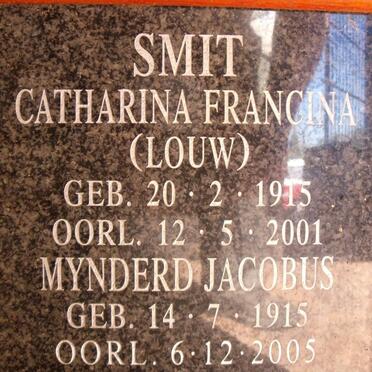 SMIT
CATHARINA FRANCINA
(LOUW)
GEB. 20 · 2 · 1915
OORL. 12 · 5 · 2001
MYNDERD JACOBUS
GEB. 14 · 7 · 1915
OORL. 6·12·2005